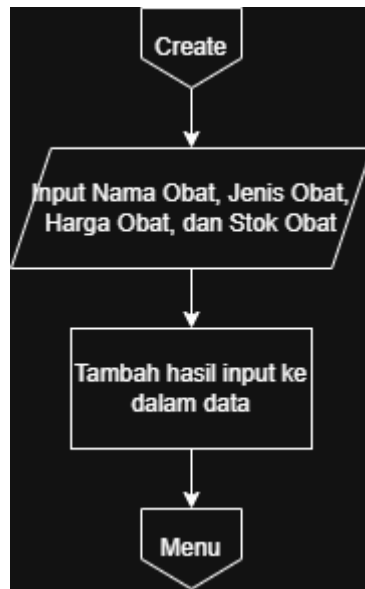 Create
Input Nama Obat, Jenis Obat,
Harga Obat, dan Stok Obat
Tambah hasil input ke
dalam data
Menu